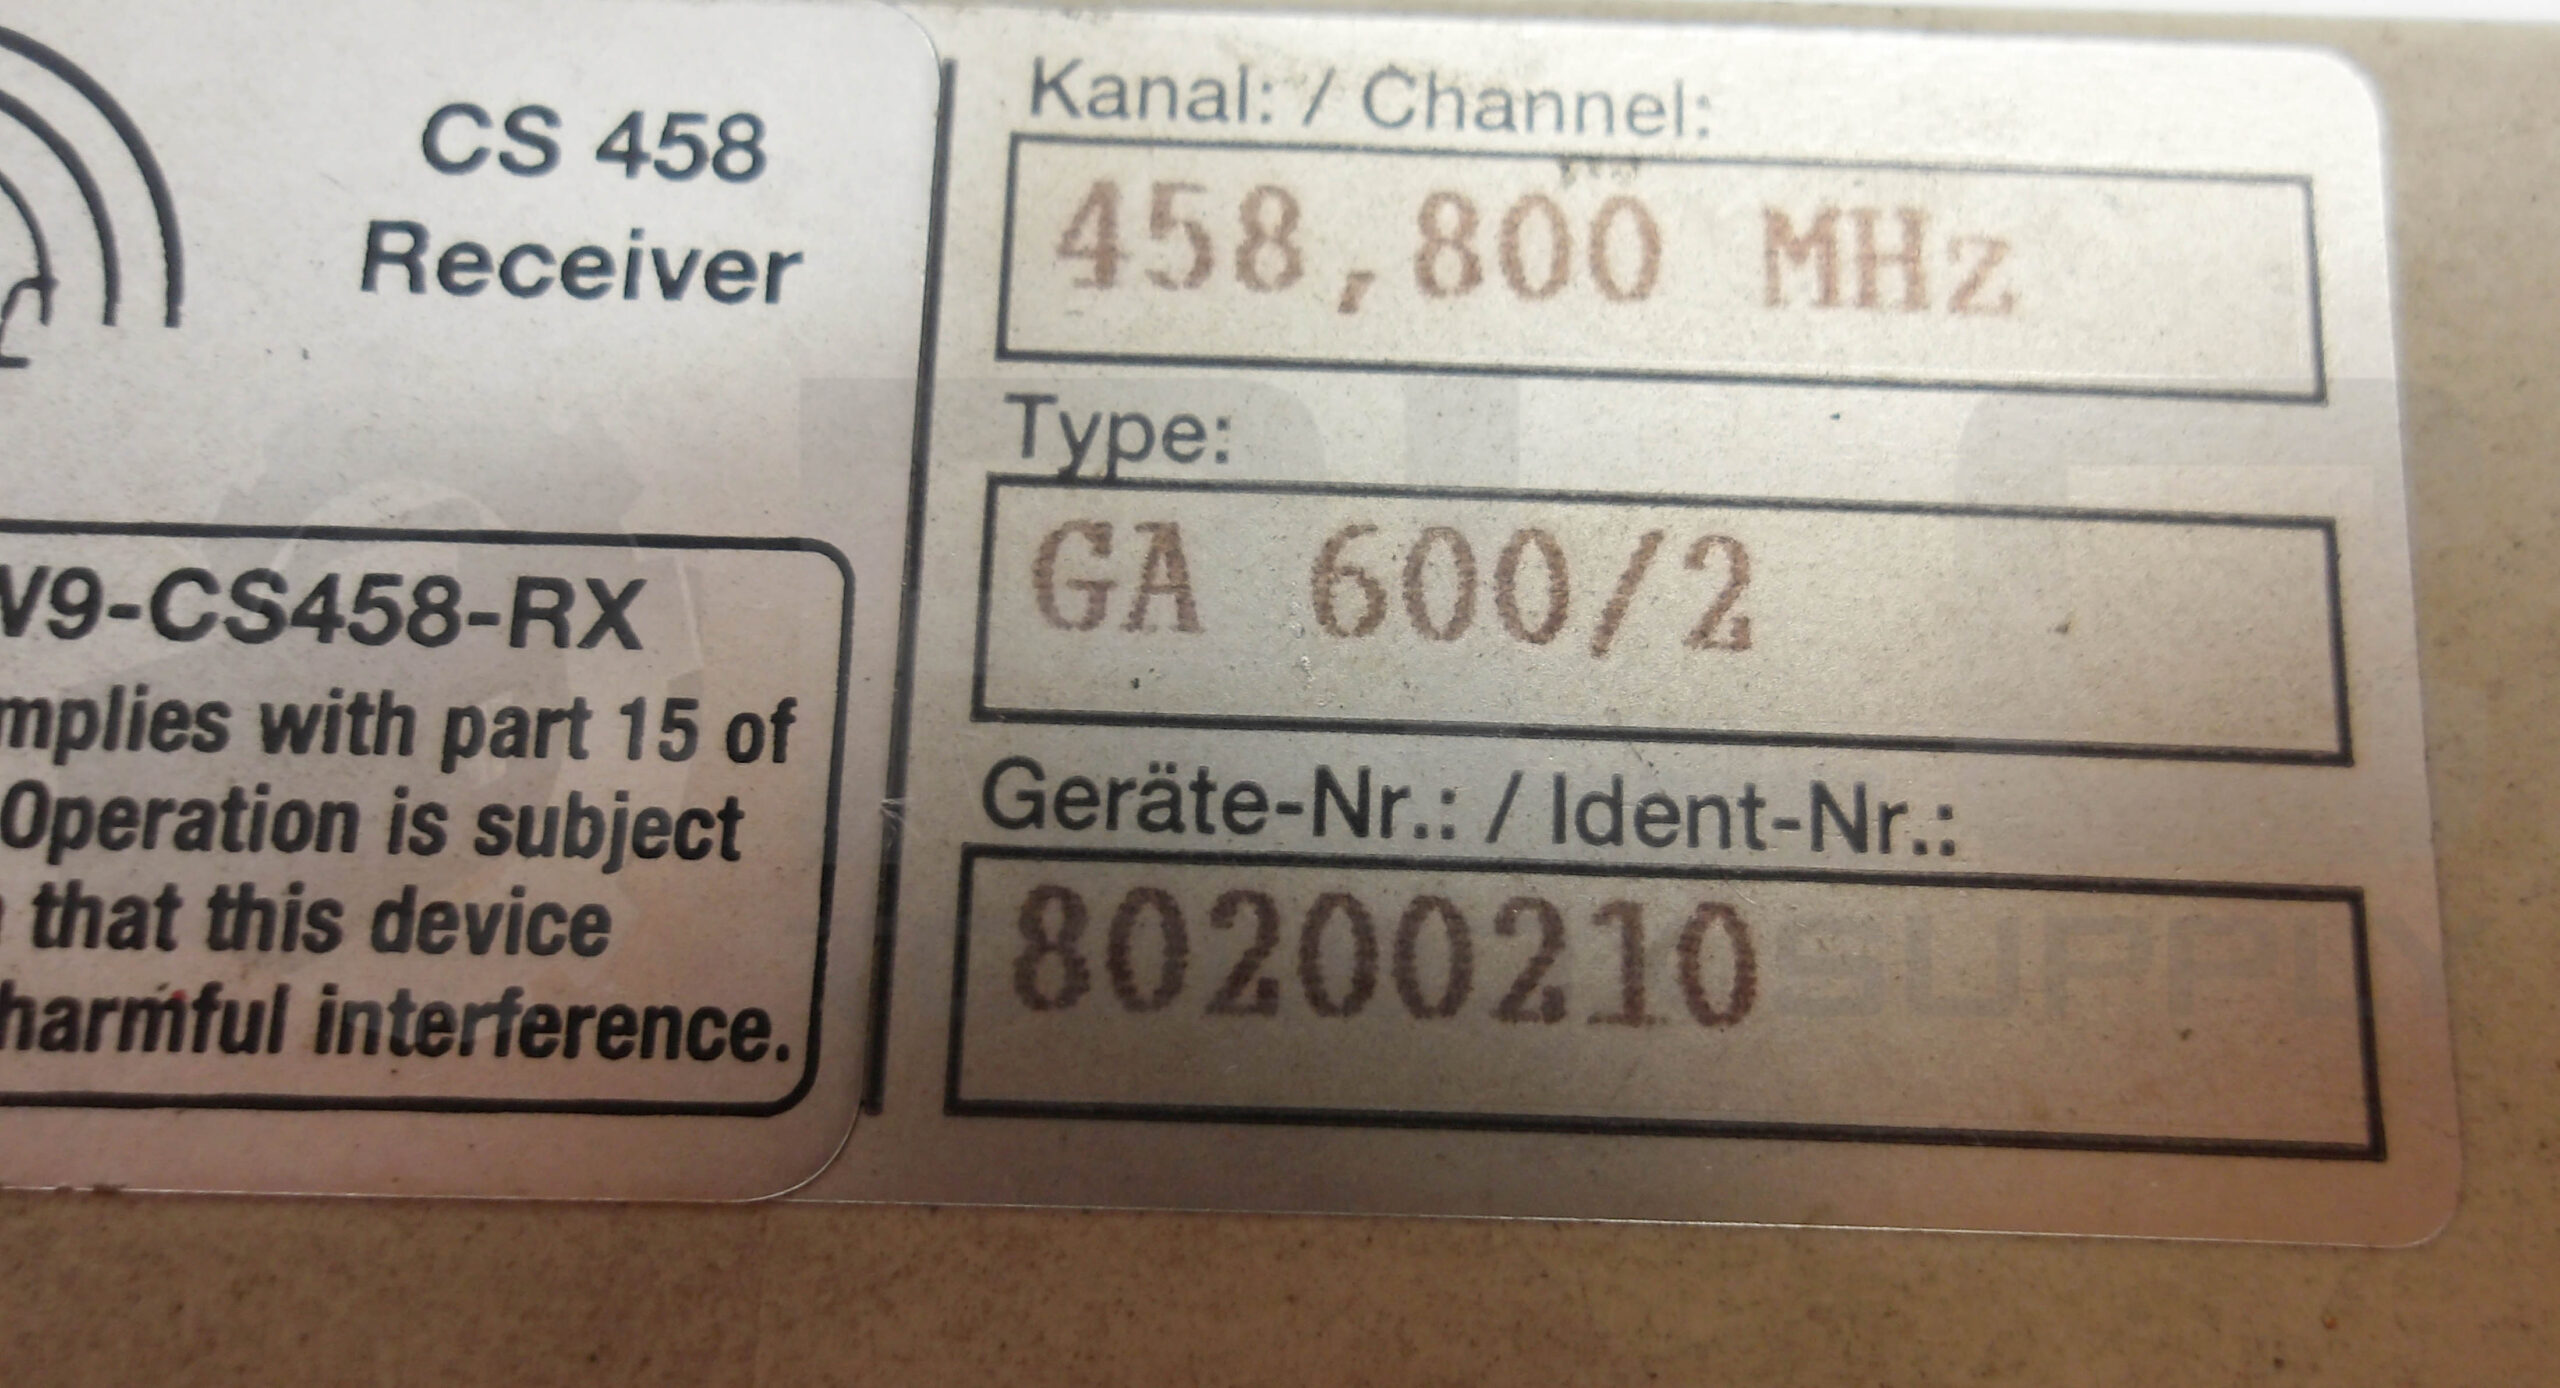 CS 458
Receiver
V9-CS458-RX
mplies with part 15 of
Operation is subject
that this device
harmful interference.
Kanal: / Channel:
458,800 MHz
Type:
GA 600/2
Geräte-Nr.: / Ident-Nr.:
80200210
SUPPLY